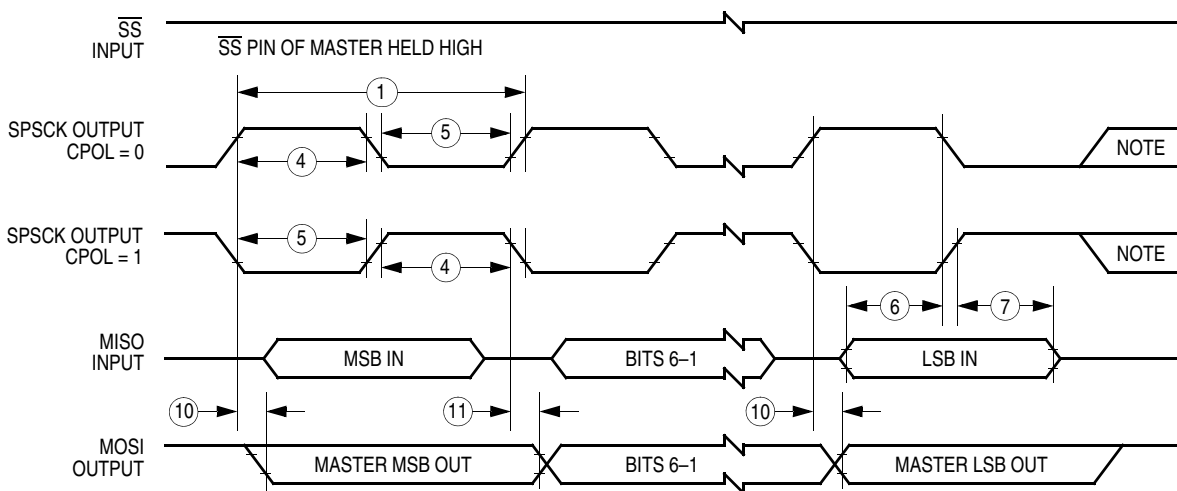 SS
INPUT
SS PIN OF MASTER HELD HIGH
1
SPSCK OUTPUT
CPOL = 0
5
4
NOTE
SPSCK OUTPUT
CPOL = 1
5
4
NOTE
6
7
MISO
INPUT
MSB IN
BITS 6–1
LSB IN
10
11
10
MOSI
OUTPUT
MASTER MSB OUT
BITS 6–1
MASTER LSB OUT